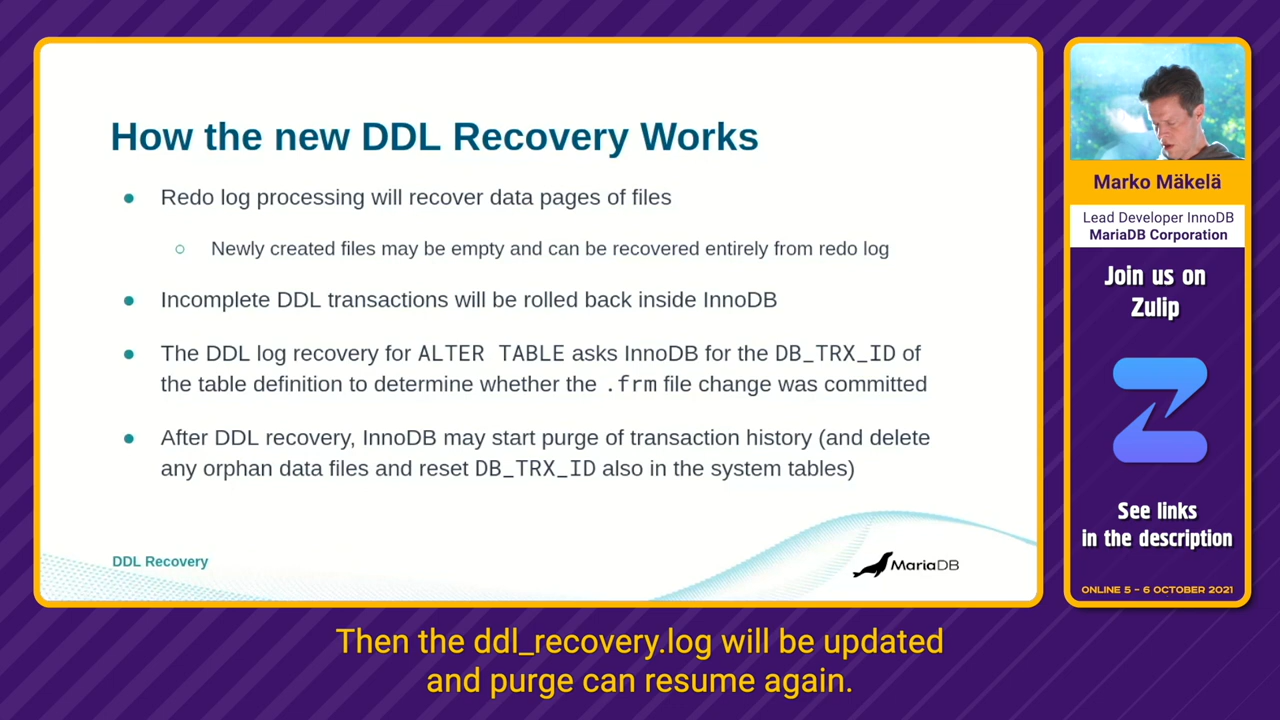 How the new DDL Recovery Works
● Redo log processing will recover data pages of files
○ Newly created files may be empty and can be recovered entirely from redo log
● Incomplete DDL transactions will be rolled back inside InnoDB
● The DDL log recovery for ALTER TABLE asks InnoDB for the DB_TRX_ID of
the table definition to determine whether the .frm file change was committed
● After DDL recovery, InnoDB may start purge of transaction history (and delete
any orphan data files and reset DB_TRX_ID also in the system tables)
DDL Recovery
MariaDB
Marko Mäkelä
Lead Developer InnoDB
MariaDB Corporation
Join us on
Zulip
See links
in the description
ONLINE 5 – 6 OCTOBER 2021
Then the ddl_recovery.log will be updated
and purge can resume again.